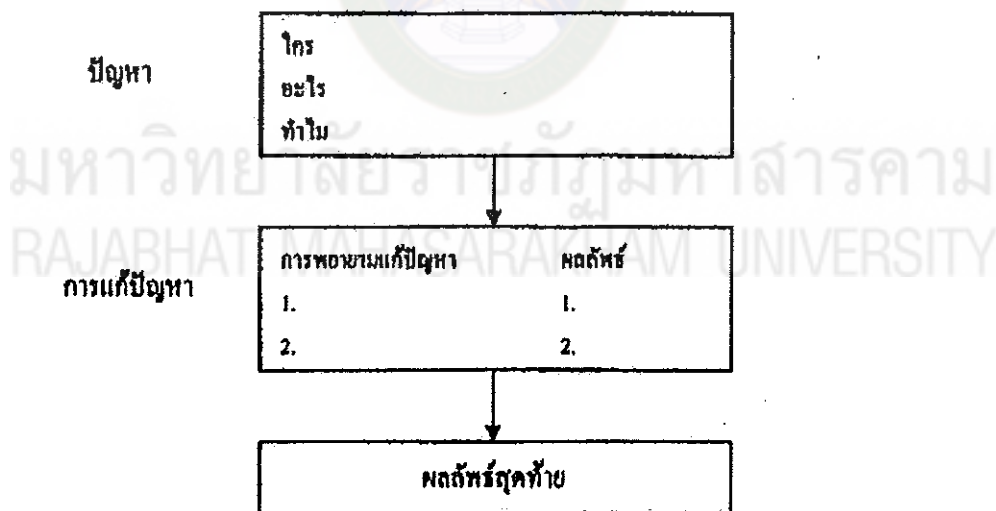 ใคร
ปัญหา
อะไร
ทำไม
มหาวิทยาลัยราชภัฏมหาสารคาม
RAJABHAT MAHASARAKHAM UNIVERSITY
การพยายามแก้ปัญหา ผลลัพธ์
การแก้ปัญหา
1. 1.
2. 2.
ผลลัพธ์สุดท้าย